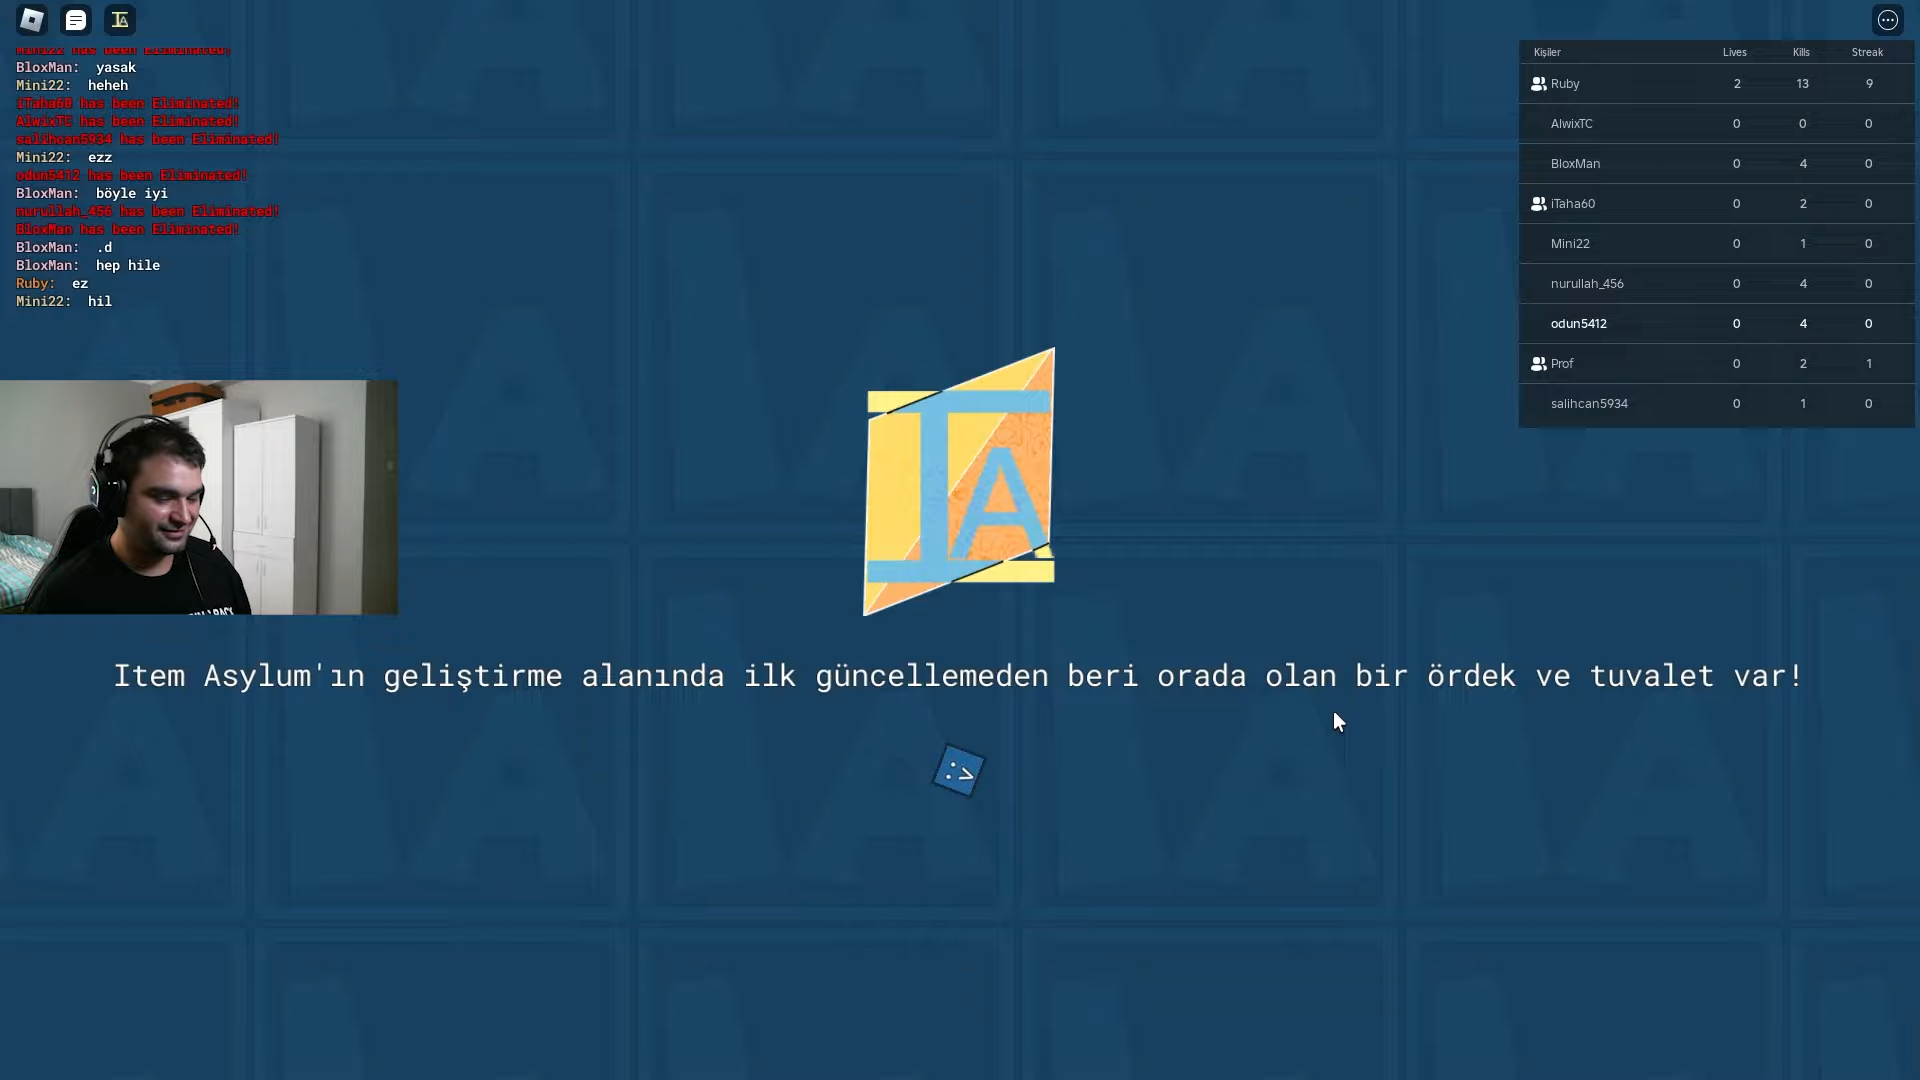 Mini22 has been Eliminated!
BloxMan: yasak
Mini22: heheh
iTaha60 has been Eliminated!
AlwixTC has been Eliminated!
salihcan5934 has been Eliminated!
Mini22: ezz
odun5412 has been Eliminated!
BloxMan: böyle iyi
nurullah_456 has been Eliminated!
BloxMan has been Eliminated!
BloxMan: .d
BloxMan: hep hile
Ruby: ez
Mini22: hil
Kişiler Lives Kills Streak
Ruby 2 13 9
AlwixTC 0 0 0
BloxMan 0 4 0
iTaha60 0 2 0
Mini22 0 1 0
nurullah_456 0 4 0
odun5412 0 4 0
Prof 0 2 1
salihcan5934 0 1 0
IA
Item Asylum'ın geliştirme alanında ilk güncellemeden beri orada olan bir ördek ve tuvalet var!
:>